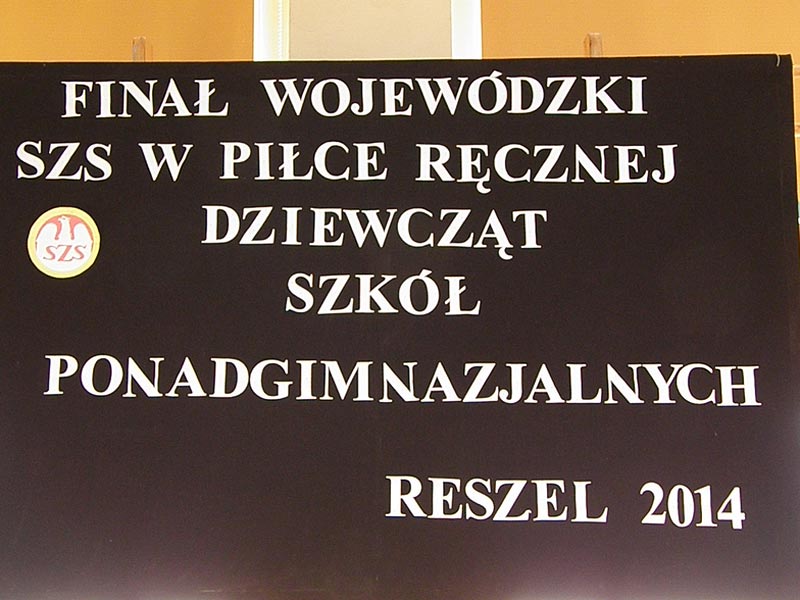 FINAŁ WOJEWÓDZKI
SZS W PIŁCE RĘCZNEJ
DZIEWCZĄT
SZS
SZKÓŁ
PONADGIMNAZJALNYCH
RESZEL 2014